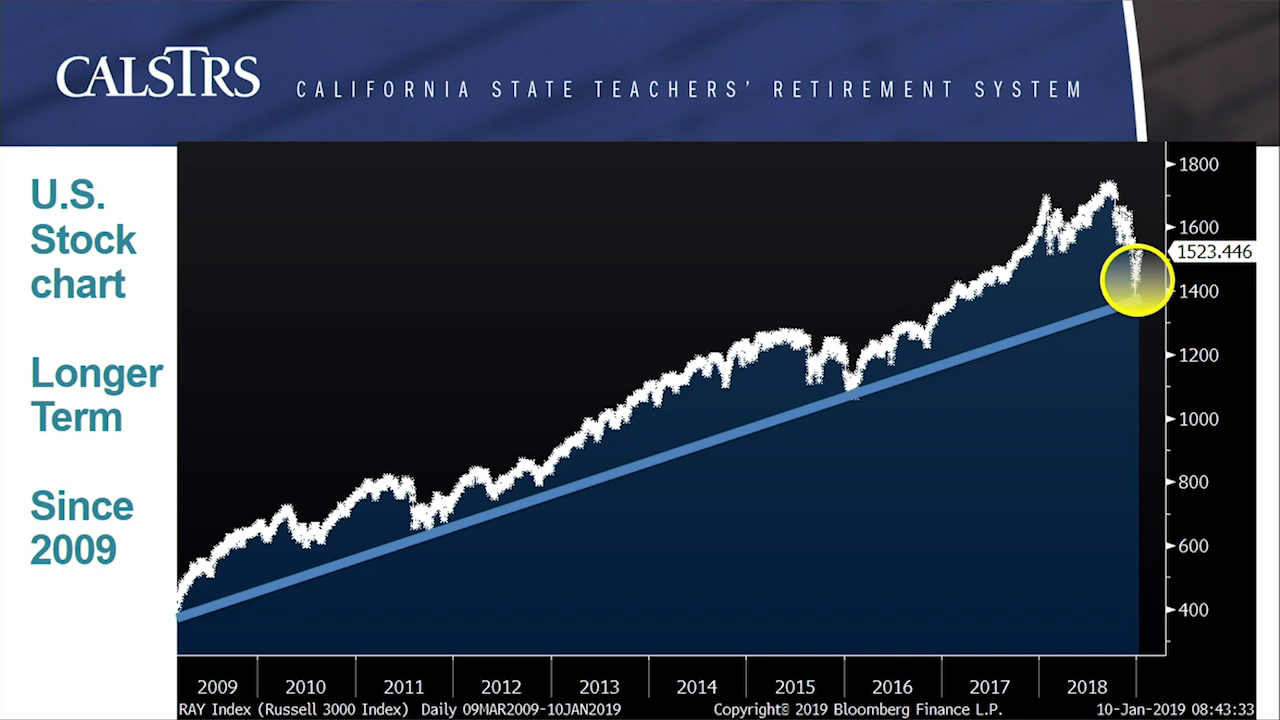 CALSTRS
CALIFORNIA STATE TEACHERS' RETIREMENT SYSTEM
U.S.
Stock
chart
Longer
Term
Since
2009
1800
1600
1523.446
1400
1200
1000
800
600
400
2009 2010 2011 2012 2013 2014 2015 2016 2017 2018
RAY Index (Russell 3000 Index) Daily 09MAR2009-10JAN2019 Copyright© 2019 Bloomberg Finance L.P. 10-Jan-2019 08:43:33